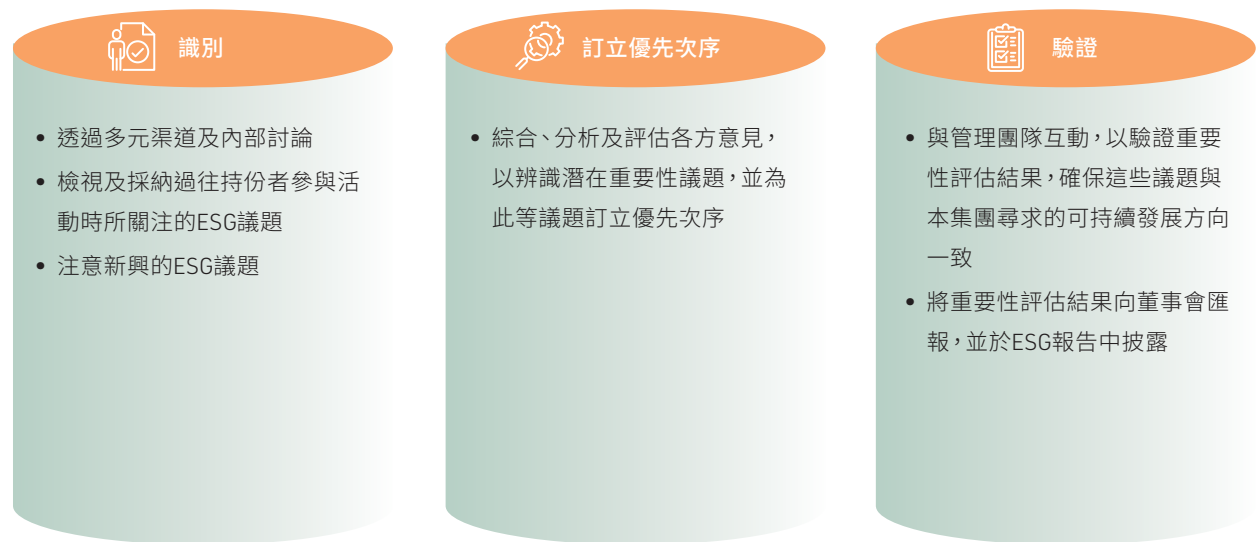 識別
• 透過多元渠道及內部討論
• 檢視及採納過往持份者參與活
動時所關注的ESG議題
• 注意新興的ESG議題
訂立優先次序
• 綜合、分析及評估各方意見，
以辨識潛在重要性議題，並為
此等議題訂立優先次序
驗證
• 與管理團隊互動，以驗證重要
性評估結果，確保這些議題與
本集團尋求的可持續發展方向
一致
• 將重要性評估結果向董事會匯
報，並於ESG報告中披露